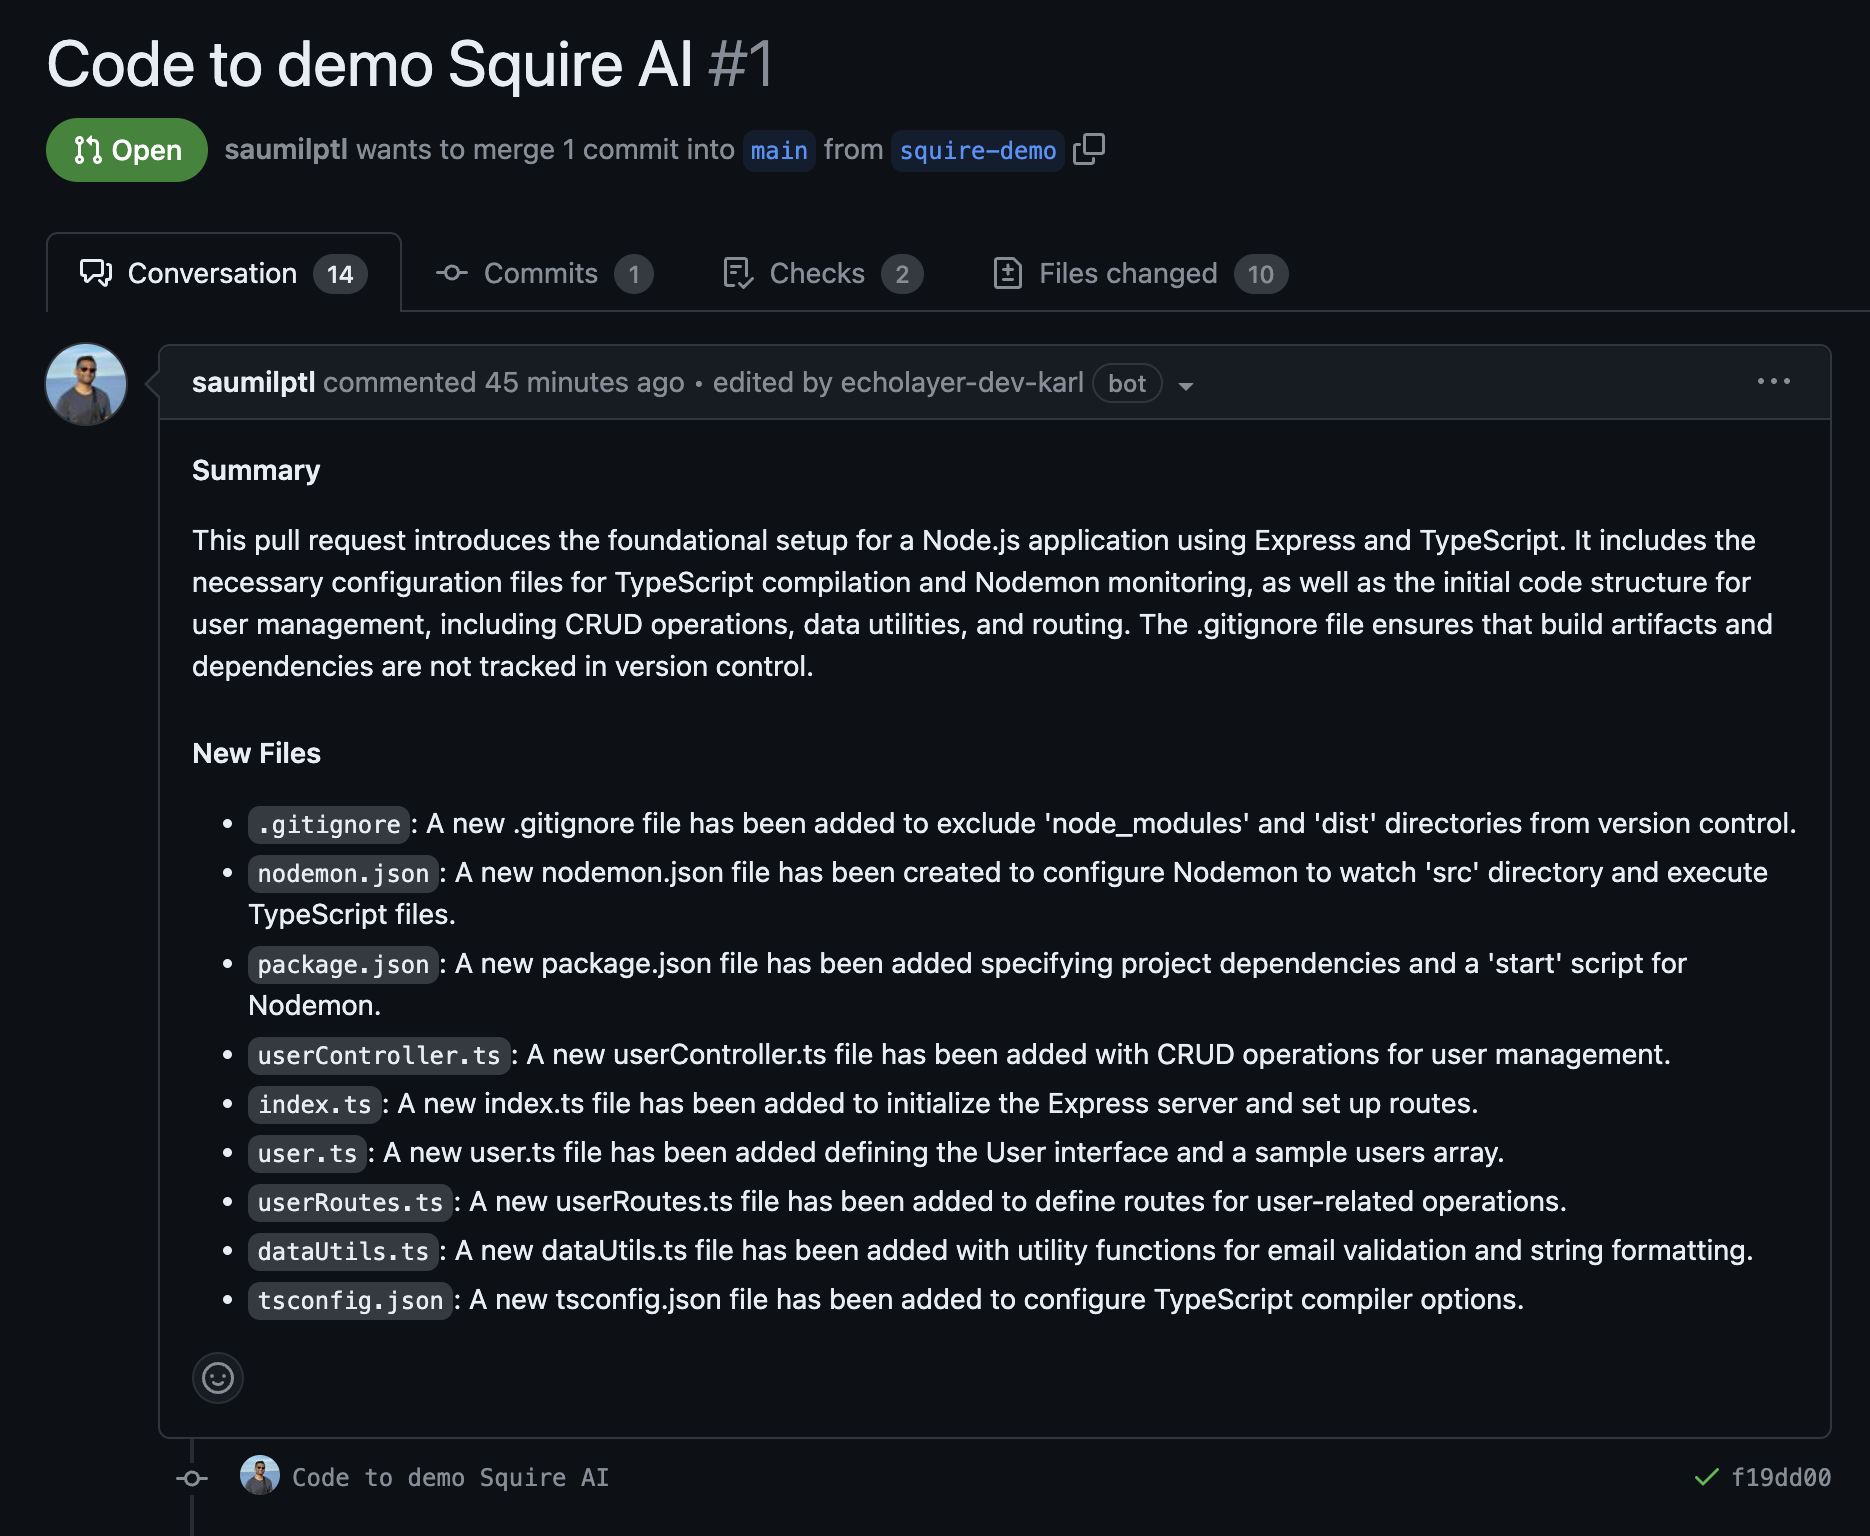 Code to demo Squire AI #1
Open saumilptl wants to merge 1 commit into main from squire-demo
Conversation 14 Commits 1 Checks 2 Files changed 10
saumilptl commented 45 minutes ago • edited by echolayer-dev-karl bot
Summary
This pull request introduces the foundational setup for a Node.js application using Express and TypeScript. It includes the
necessary configuration files for TypeScript compilation and Nodemon monitoring, as well as the initial code structure for
user management, including CRUD operations, data utilities, and routing. The .gitignore file ensures that build artifacts and
dependencies are not tracked in version control.
New Files
• .gitignore: A new .gitignore file has been added to exclude 'node_modules' and 'dist' directories from version control.
• nodemon.json: A new nodemon.json file has been created to configure Nodemon to watch 'src' directory and execute
TypeScript files.
• package.json: A new package.json file has been added specifying project dependencies and a 'start' script for
Nodemon.
• userController.ts: A new userController.ts file has been added with CRUD operations for user management.
• index.ts: A new index.ts file has been added to initialize the Express server and set up routes.
• user.ts: A new user.ts file has been added defining the User interface and a sample users array.
• userRoutes.ts: A new userRoutes.ts file has been added to define routes for user-related operations.
• dataUtils.ts: A new dataUtils.ts file has been added with utility functions for email validation and string formatting.
• tsconfig.json: A new tsconfig.json file has been added to configure TypeScript compiler options.
Code to demo Squire AI f19dd00